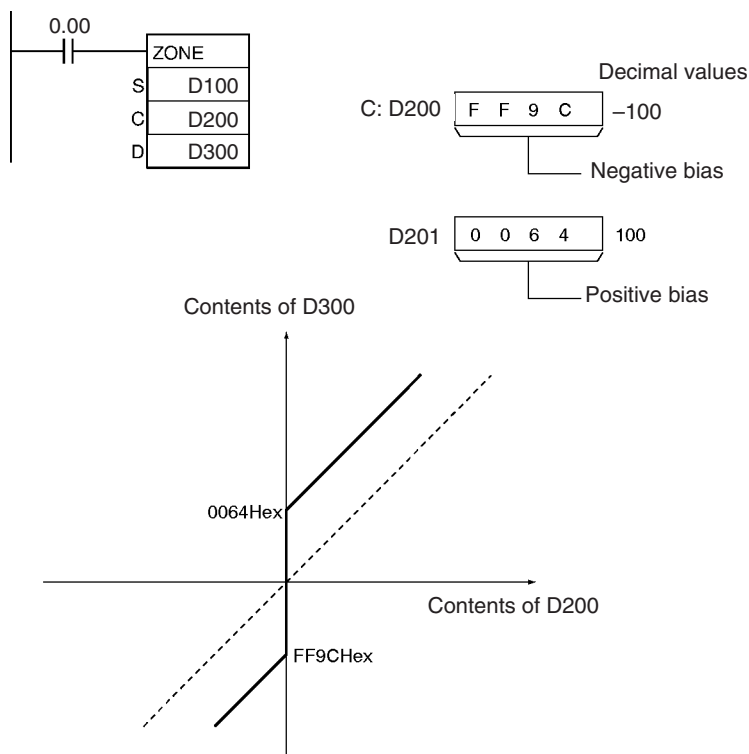 0.00
ZONE
S D100
C D200
D D300
Decimal values
C: D200 F F 9 C –100
Negative bias
D201 0 0 6 4 100
Positive bias
Contents of D300
0064Hex
Contents of D200
FF9CHex